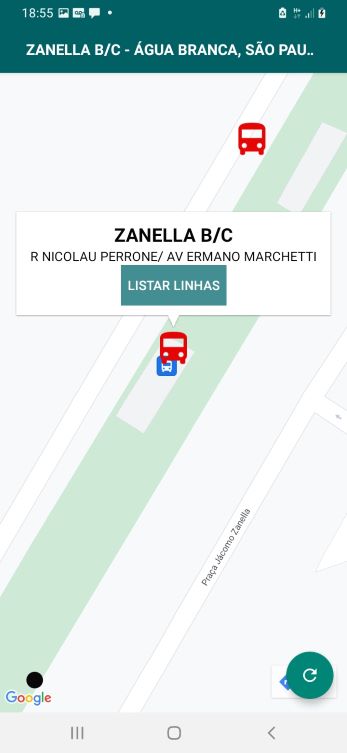 18:55
ZANELLA B/C - ÁGUA BRANCA, SÃO PAU..
ZANELLA B/C
R NICOLAU PERRONE/ AV ERMANO MARCHETTI
LISTAR LINHAS
Praça Jácomo Zanella
Google